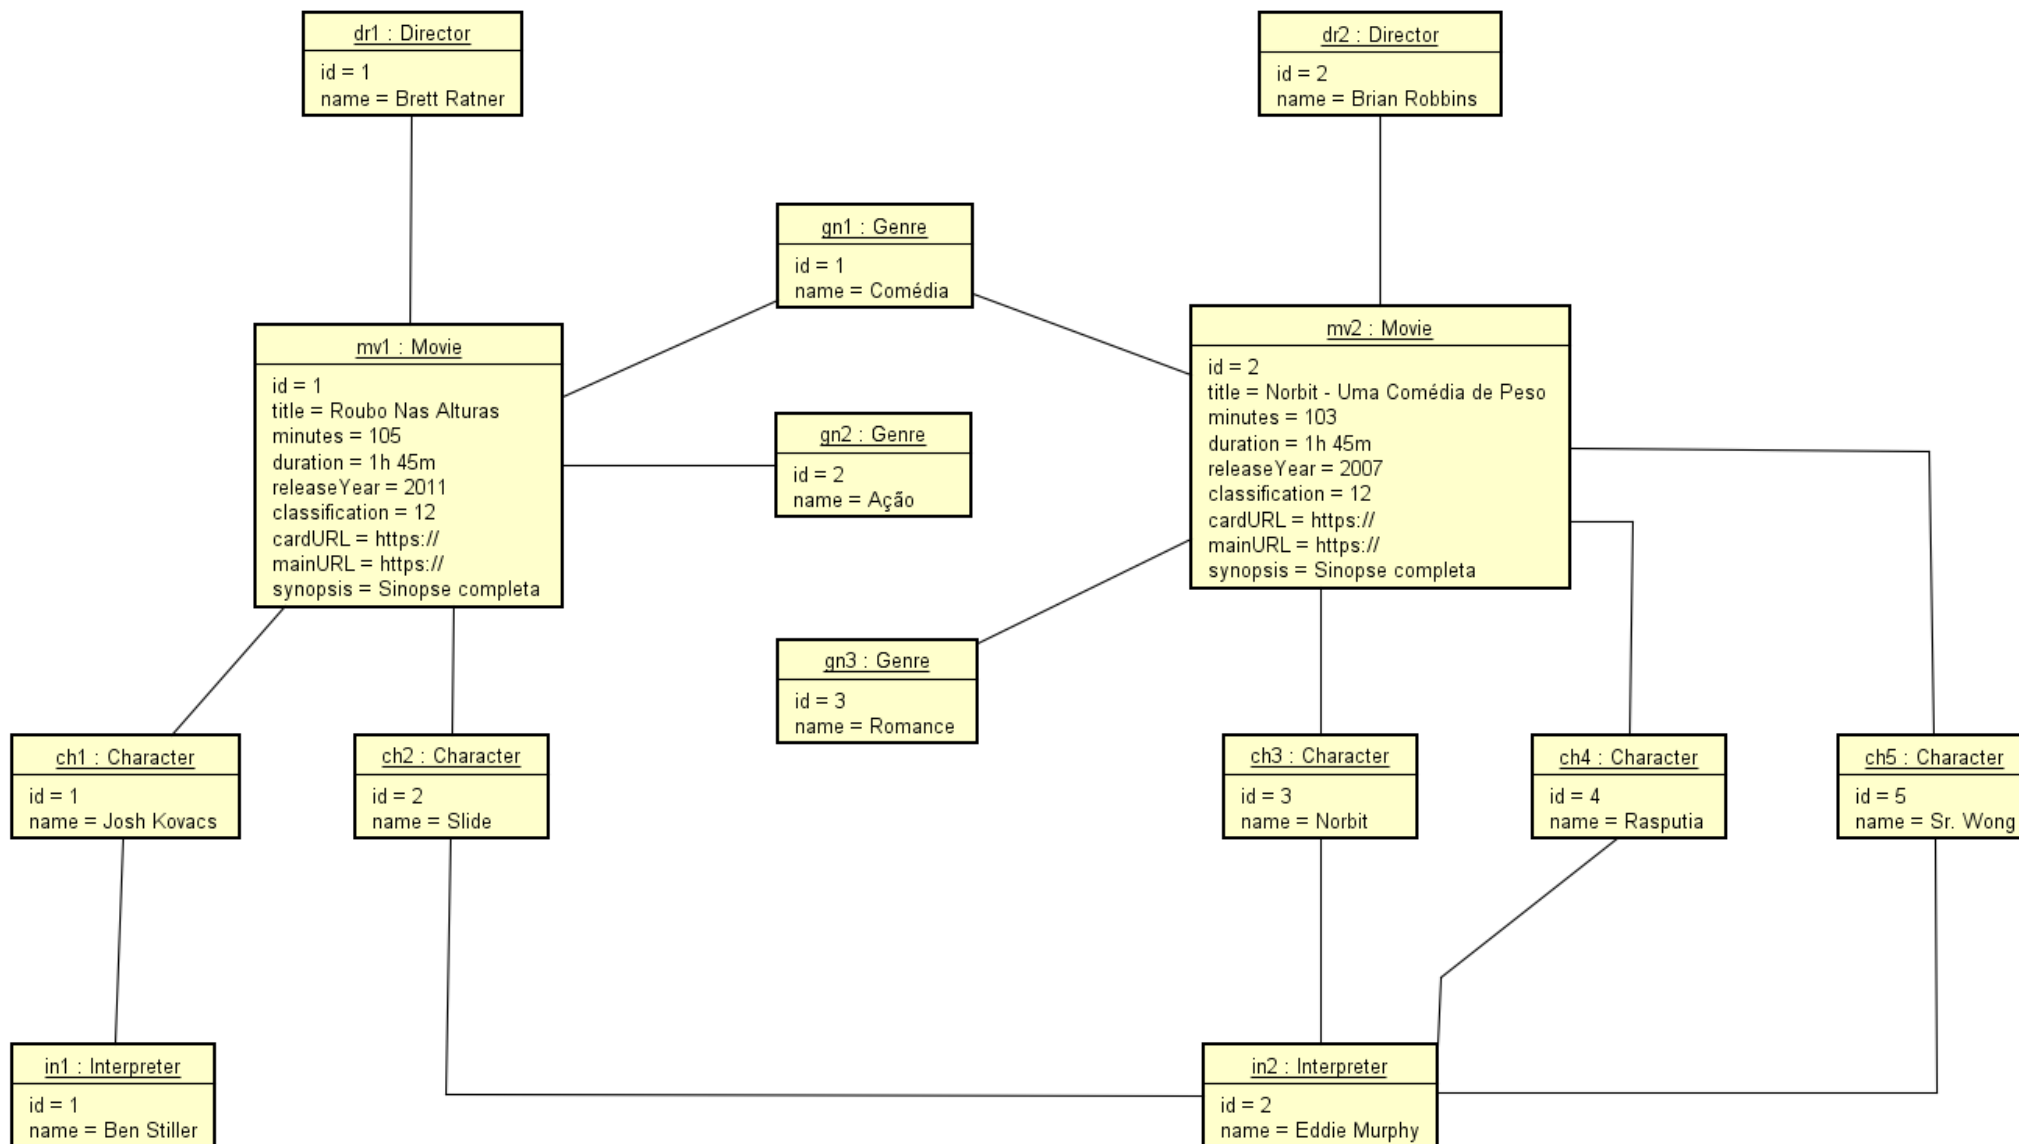 dr1 : Director
id = 1
name = Brett Ratner
dr2 : Director
id = 2
name = Brian Robbins
gn1 : Genre
id = 1
name = Comédia
mv1 : Movie
id = 1
title = Roubo Nas Alturas
minutes = 105
duration = 1h 45m
releaseYear = 2011
classification = 12
cardURL = https://
mainURL = https://
synopsis = Sinopse completa
mv2 : Movie
id = 2
title = Norbit - Uma Comédia de Peso
minutes = 103
duration = 1h 45m
releaseYear = 2007
classification = 12
cardURL = https://
mainURL = https://
synopsis = Sinopse completa
gn2 : Genre
id = 2
name = Ação
gn3 : Genre
id = 3
name = Romance
ch1 : Character
id = 1
name = Josh Kovacs
ch2 : Character
id = 2
name = Slide
ch3 : Character
id = 3
name = Norbit
ch4 : Character
id = 4
name = Rasputia
ch5 : Character
id = 5
name = Sr. Wong
in1 : Interpreter
id = 1
name = Ben Stiller
in2 : Interpreter
id = 2
name = Eddie Murphy